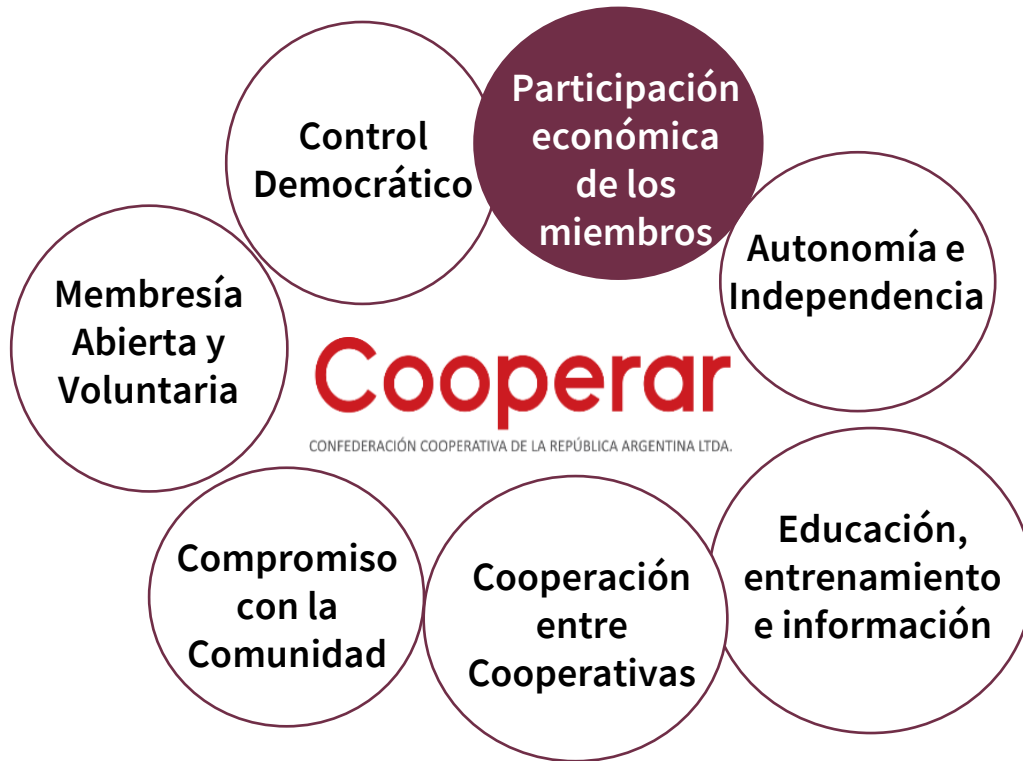 Control
Democrático
Participación
económica
de los
miembros
Autonomía e
Independencia
Membresía
Abierta y
Voluntaria
Cooperar
CONFEDERACIÓN COOPERATIVA DE LA REPÚBLICA ARGENTINA LTDA.
Compromiso
con la
Comunidad
Cooperación
entre
Cooperativas
Educación,
entrenamiento
e información